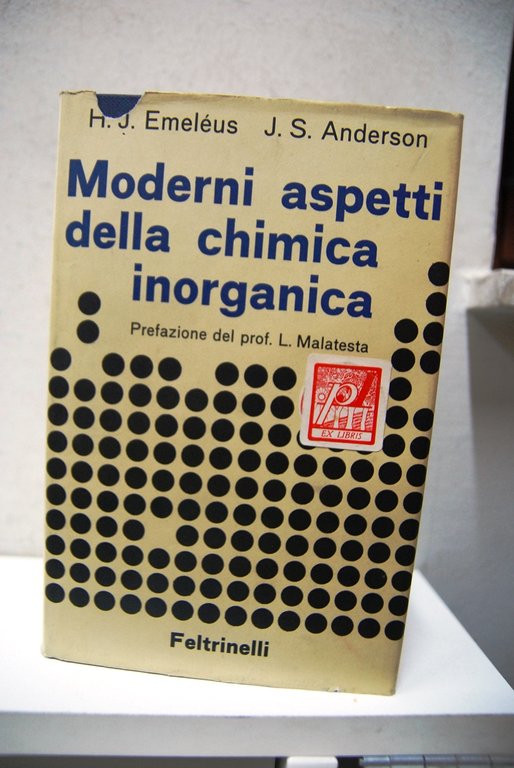 H. J. Emeléus J. S. Anderson
Moderni aspetti
della chimica
inorganica
Prefazione del prof. L. Malatesta
EX LIBRIS
Feltrinelli